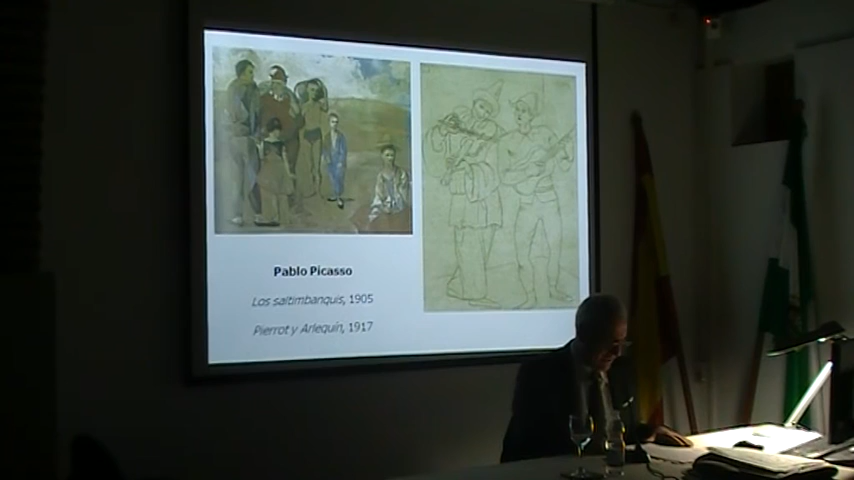 Pablo Picasso
Los saltimbanquis, 1905
Pierrot y Arlequín, 1917